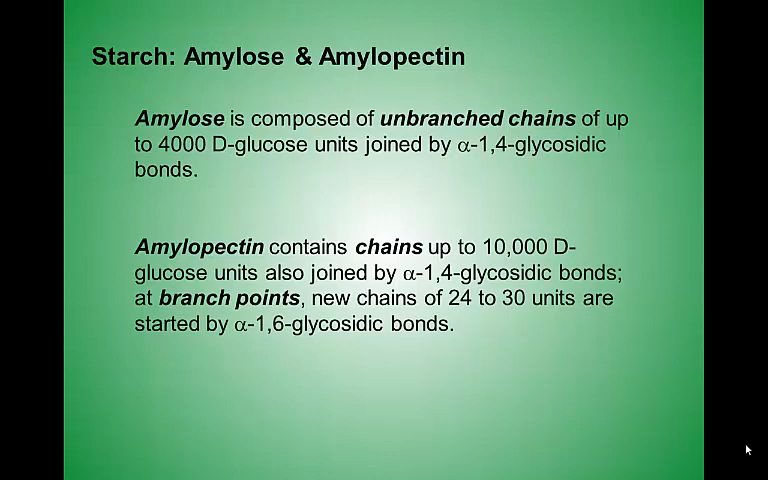 Starch: Amylose & Amylopectin
Amylose is composed of unbranched chains of up
to 4000 D-glucose units joined by α-1,4-glycosidic
bonds.
Amylopectin contains chains up to 10,000 D-
glucose units also joined by α-1,4-glycosidic bonds;
at branch points, new chains of 24 to 30 units are
started by α-1,6-glycosidic bonds.